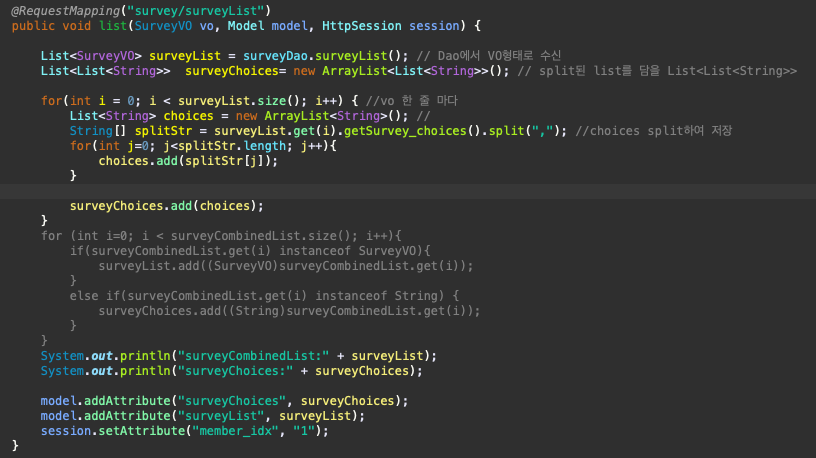 @RequestMapping("survey/surveyList")
public void list(SurveyVO vo, Model model, HttpSession session) {
List<SurveyVO> surveyList = surveyDao.surveyList(); // Dao에서 VO형태로 수신
List<List<String>>  surveyChoices= new ArrayList<List<String>>(); // split된 list를 담을 List<List<String>>
for(int i = 0; i < surveyList.size(); i++) { //vo 한 줄 마다
List<String> choices = new ArrayList<String>(); //
String[] splitStr = surveyList.get(i).getSurvey_choices().split(","); //choices split하여 저장
for(int j=0; j<splitStr.length; j++){
choices.add(splitStr[j]);
}
surveyChoices.add(choices);
}
for (int i=0; i < surveyCombinedList.size(); i++){
if(surveyCombinedList.get(i) instanceof SurveyVO){
surveyList.add((SurveyVO)surveyCombinedList.get(i));
}
else if(surveyCombinedList.get(i) instanceof String) {
surveyChoices.add((String)surveyCombinedList.get(i));
}
}
System.out.println("surveyCombinedList:" + surveyList);
System.out.println("surveyChoices:" + surveyChoices);
model.addAttribute("surveyChoices", surveyChoices);
model.addAttribute("surveyList", surveyList);
session.setAttribute("member_idx", "1");
}